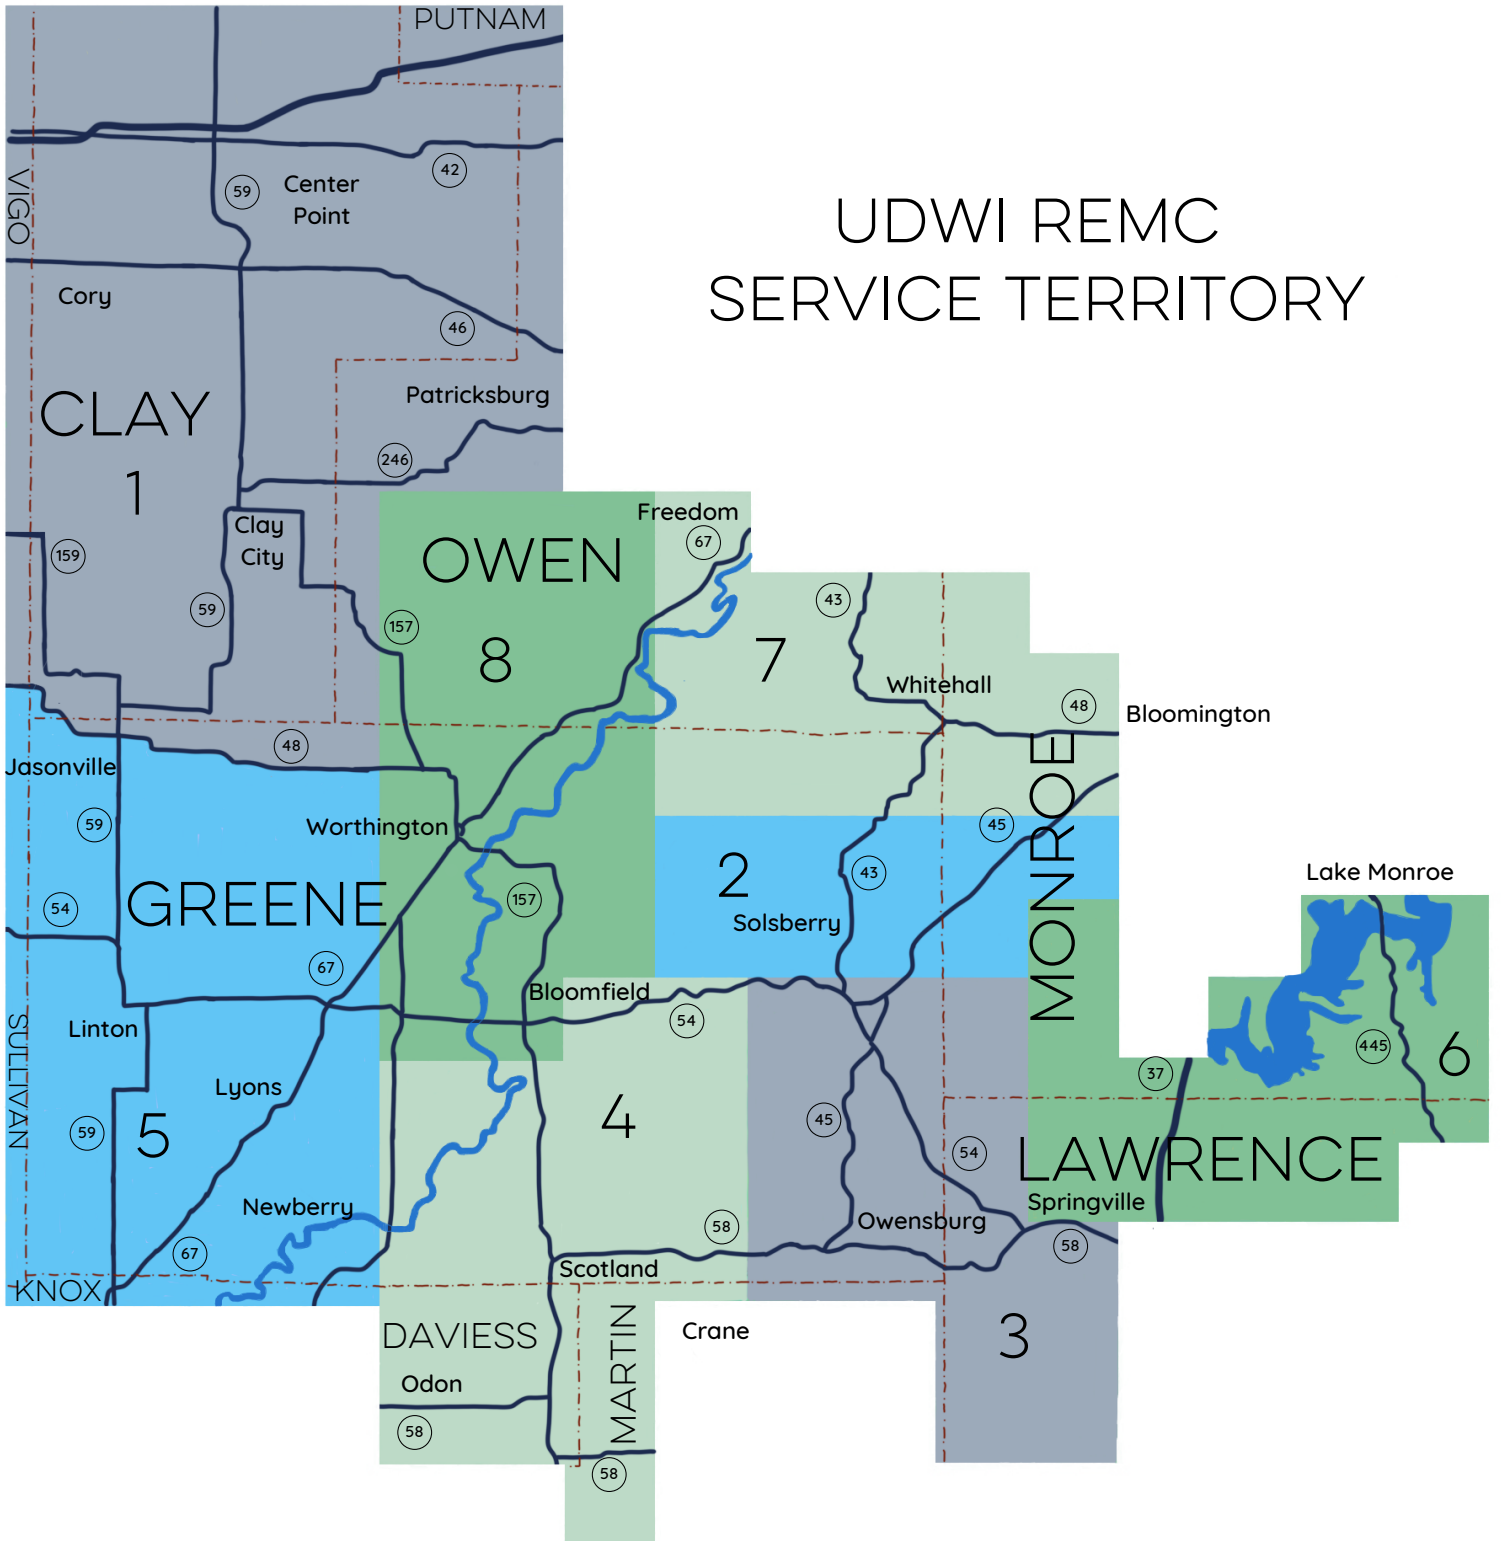 PUTNAM
42
59
Center
Point
VIGO
UDWI REMC
SERVICE TERRITORY
Cory
46
CLAY
Patricksburg
1
246
Clay
City
159
59
157
Freedom
67
OWEN
8
43
7
Whitehall
48
Bloomington
48
Jasonville
59
Worthington
45
MONROE
2
43
Solsberry
Lake Monroe
54
GREENE
157
67
Bloomfield
54
Linton
SULLIVAN
445
6
37
Lyons
5
59
4
45
54
LAWRENCE
Springville
Newberry
58
Owensburg
58
67
Scotland
KNOX
DAVIESS
MARTIN
Crane
3
Odon
58
58